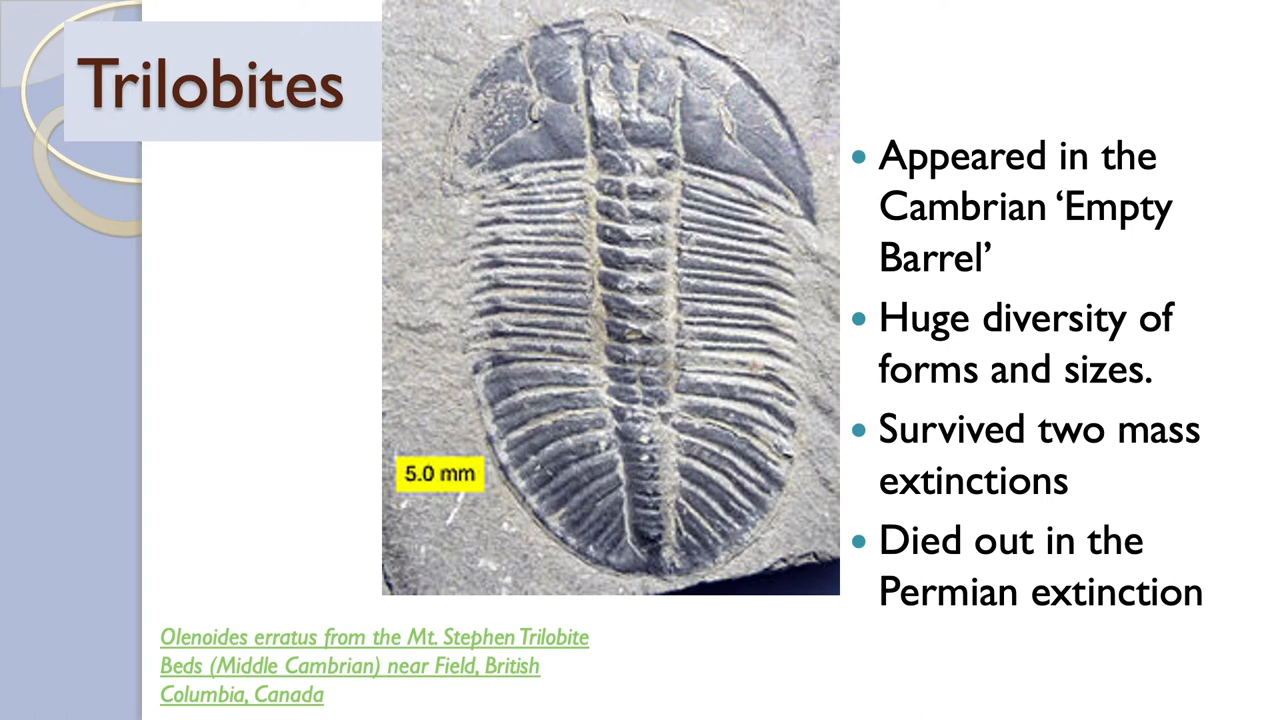 Trilobites
Appeared in the
Cambrian ‘Empty
Barrel’
Huge diversity of
forms and sizes.
Survived two mass
extinctions
Died out in the
Permian extinction
5.0 mm
Olenoides erratus from the Mt. Stephen Trilobite
Beds (Middle Cambrian) near Field, British
Columbia, Canada